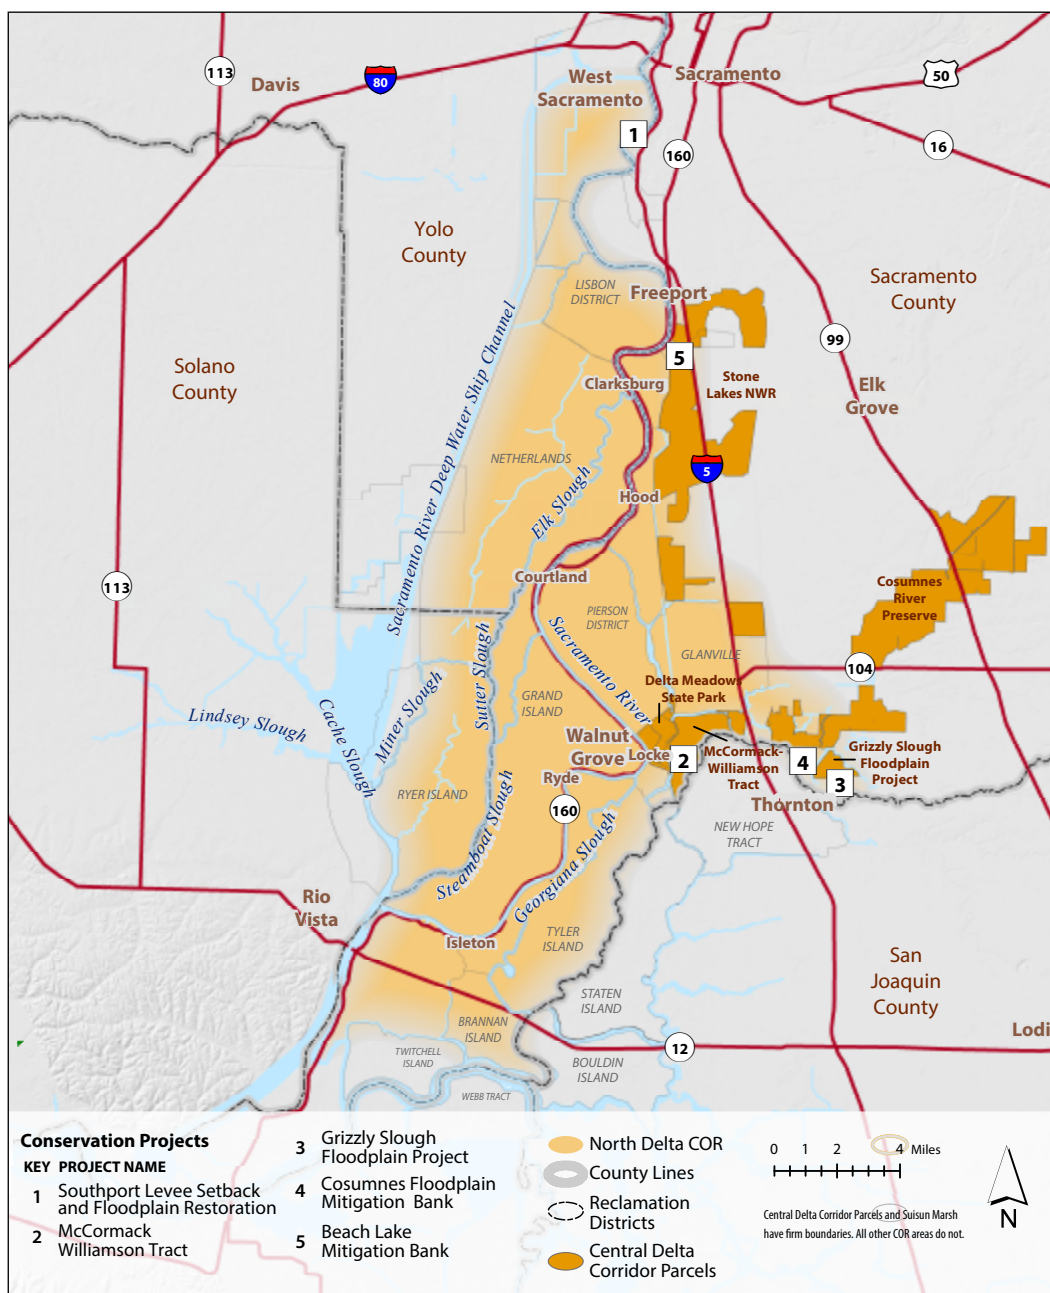 113
Davis
80
West
Sacramento
Sacramento
50
1
160
16
Yolo
County
Sacramento
County
LISBON
DISTRICT
Freeport
99
Solano
County
5
Stone
Lakes NWR
Clarksburg
Elk
Grove
Sacramento River Deep Water Ship Channel
NETHERLANDS
5
Elk Slough
Hood
Courtland
113
Cosumnes
River
Preserve
PIERSON
DISTRICT
Sacramento River
GLANVILLE
104
Sutter Slough
Delta Meadows
State Park
Miner Slough
GRAND
ISLAND
Lindsey Slough
Cache Slough
Walnut
Grove
Locke
2
McCormack-
Williamson
Tract
4
Grizzly Slough
Floodplain
Project
3
Ryde
RYER ISLAND
160
Thornton
Steamboat Slough
Georgiana Slough
NEW HOPE
TRACT
Rio
Vista
Isleton
TYLER
ISLAND
San
Joaquin
County
STATEN
ISLAND
BRANNAN
ISLAND
Lodi
12
TWITCHELL
ISLAND
BOULDIN
ISLAND
WEBB TRACT
Conservation Projects
KEY PROJECT NAME
1 Southport Levee Setback
and Floodplain Restoration
2 McCormack
Williamson Tract
3 Grizzly Slough
Floodplain Project
4 Cosumnes Floodplain
Mitigation Bank
5 Beach Lake
Mitigation Bank
North Delta COR
County Lines
Reclamation
Districts
Central Delta
Corridor Parcels
0 1 2 4 Miles
Central Delta Corridor Parcels and Suisun Marsh
have firm boundaries. All other COR areas do not.
N